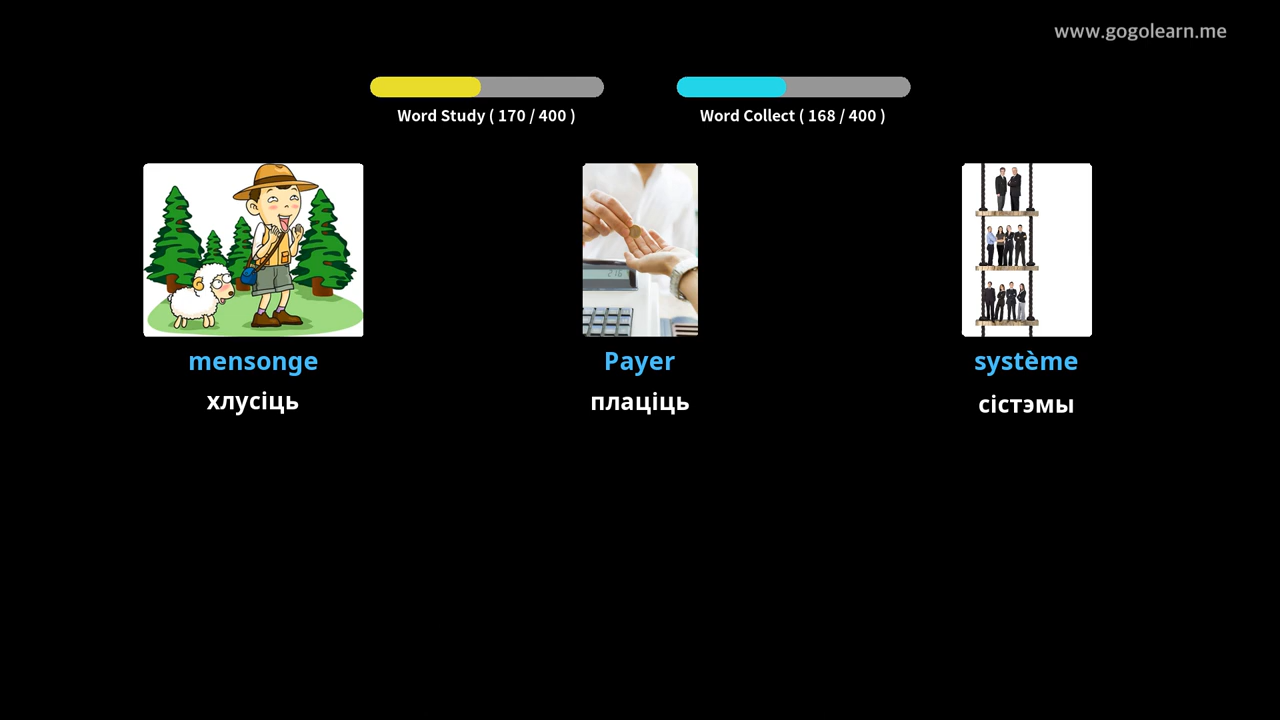 www.gogolearn.me
Word Study ( 170 / 400 )
Word Collect ( 168 / 400 )
mensonge
Payer
système
хлусіць
плаціць
сістэмы